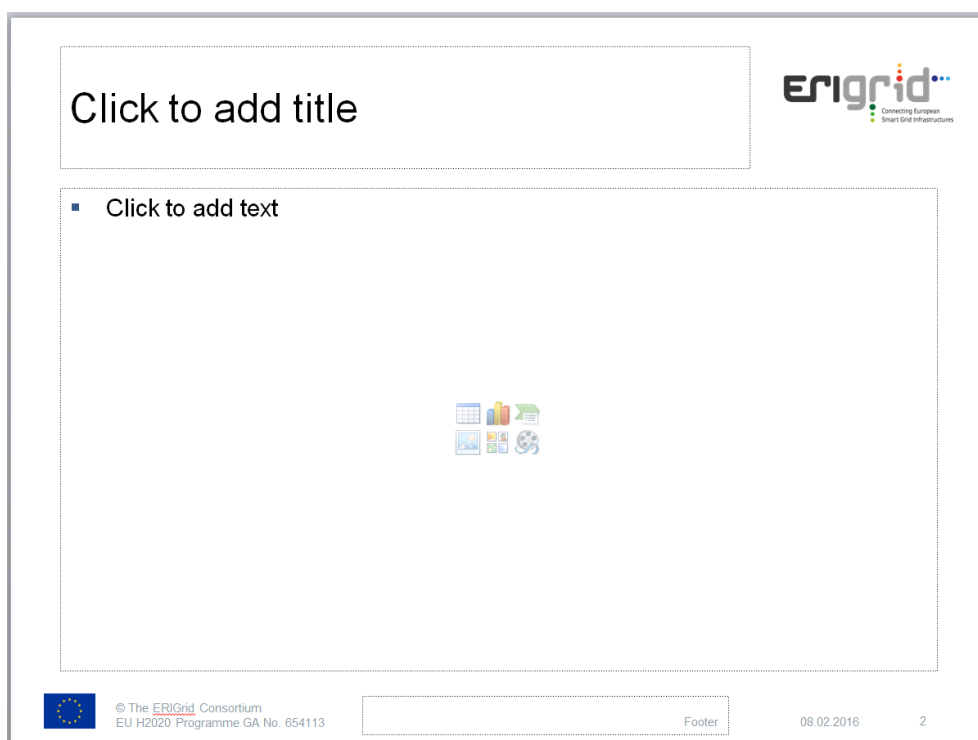 Click to add title
ERIgrid
Connecting European
Smart Grid Infrastructures
Click to add text
© The ERIGrid Consortium
EU H2020 Programme GA No. 654113
Footer
08.02.2016
2